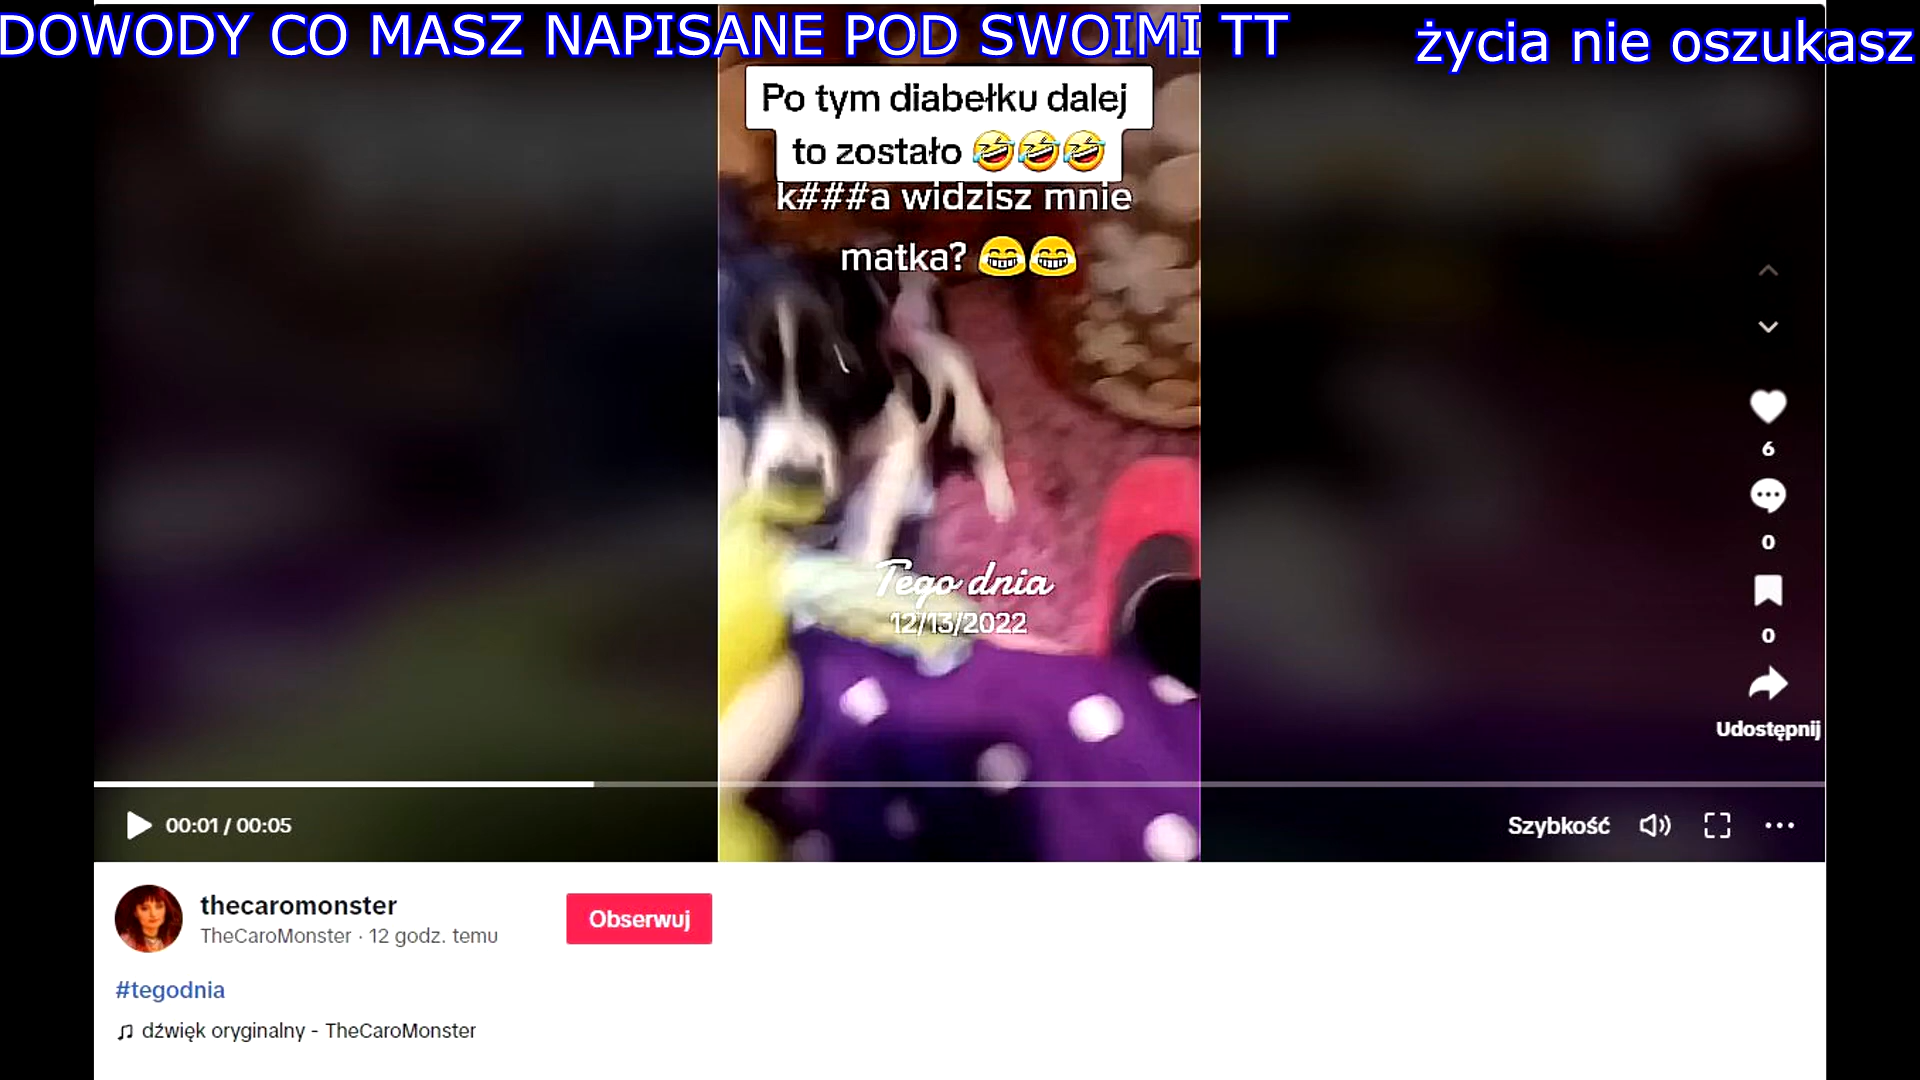 DOWODY CO MASZ NAPISANE POD SWOIMI TT
życia nie oszukasz
Po tym diabełku dalej
to zostało 🤣🤣🤣
k###a widzisz mnie
matka? 😂😂
Tego dnia
12/13/2022
6
0
0
Udostępnij
00:01 / 00:05
Szybkość
thecaromonster
TheCaroMonster · 12 godz. temu
Obserwuj
#tegodnia
♫ dźwięk oryginalny - TheCaroMonster